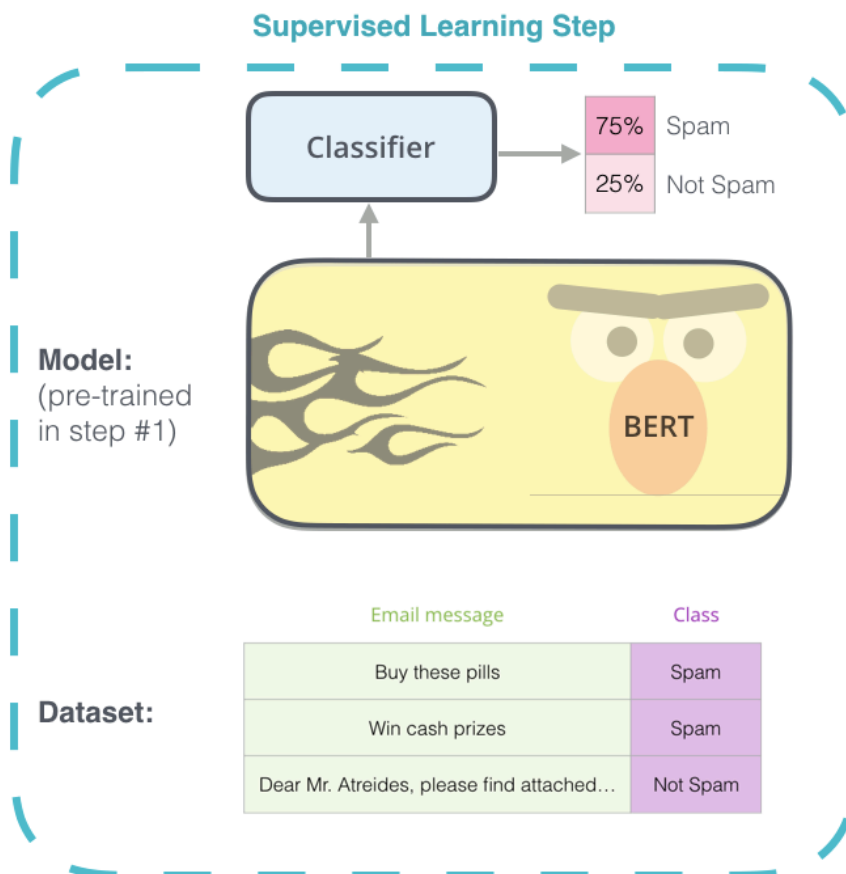 Supervised Learning Step
Classifier
75% Spam
25% Not Spam
Model:
(pre-trained
in step #1)
BERT
Email message Class
Dataset:
Buy these pills Spam
Win cash prizes Spam
Dear Mr. Atreides, please find attached… Not Spam